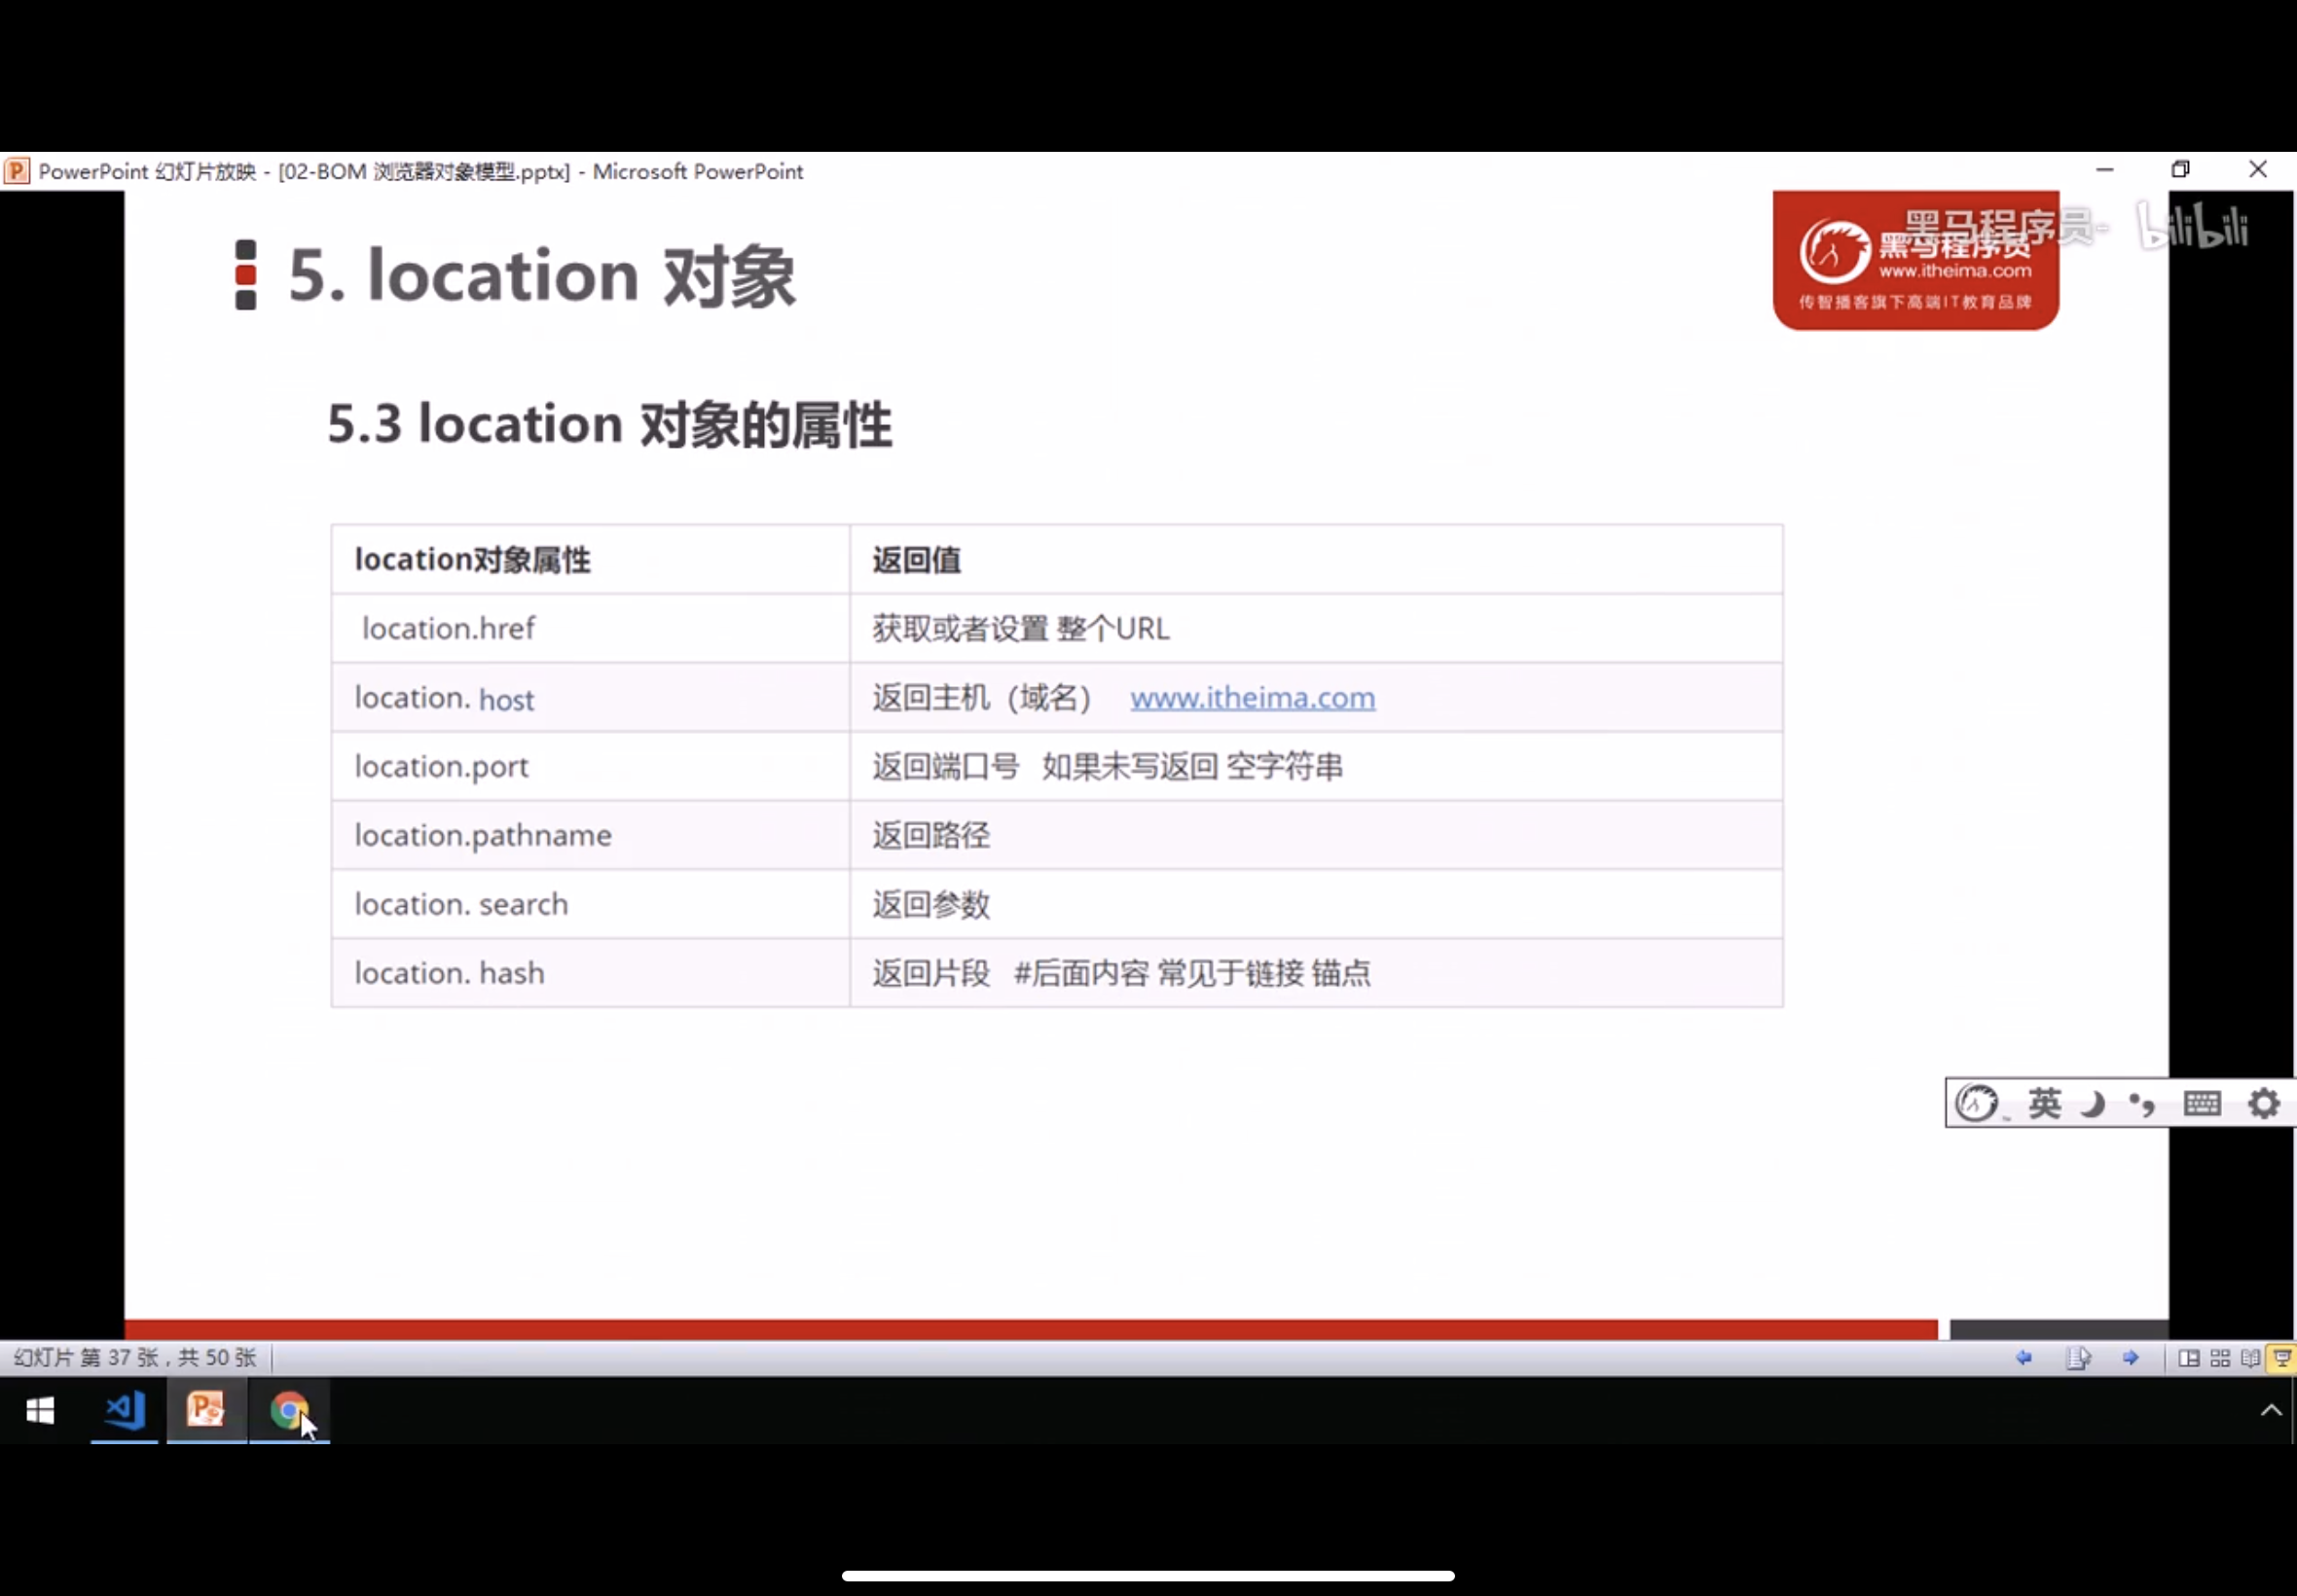 PowerPoint 幻灯片放映 - [02-BOM 浏览器对象模型.pptx] - Microsoft PowerPoint
黑马程序员- bilibili
黑马程序员
www.itheima.com
传智播客旗下高端IT教育品牌
5. location 对象
5.3 location 对象的属性
location对象属性 返回值
location.href 获取或者设置 整个URL
location. host 返回主机（域名） www.itheima.com
location.port 返回端口号 如果未写返回 空字符串
location.pathname 返回路径
location. search 返回参数
location. hash 返回片段 #后面内容 常见于链接 锚点
英
幻灯片 第 37 张，共 50 张